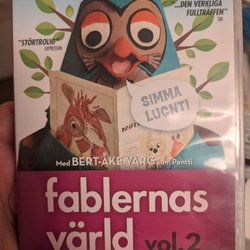 "...DEN VERKLIGA
FULLTRÄFFEN"
"STÖRTROLIG"
EXPRESSEN
SIMMA
LUGNT!
Med BERT-ÅKE VARG som Pentti
fablernas
värld vol.2